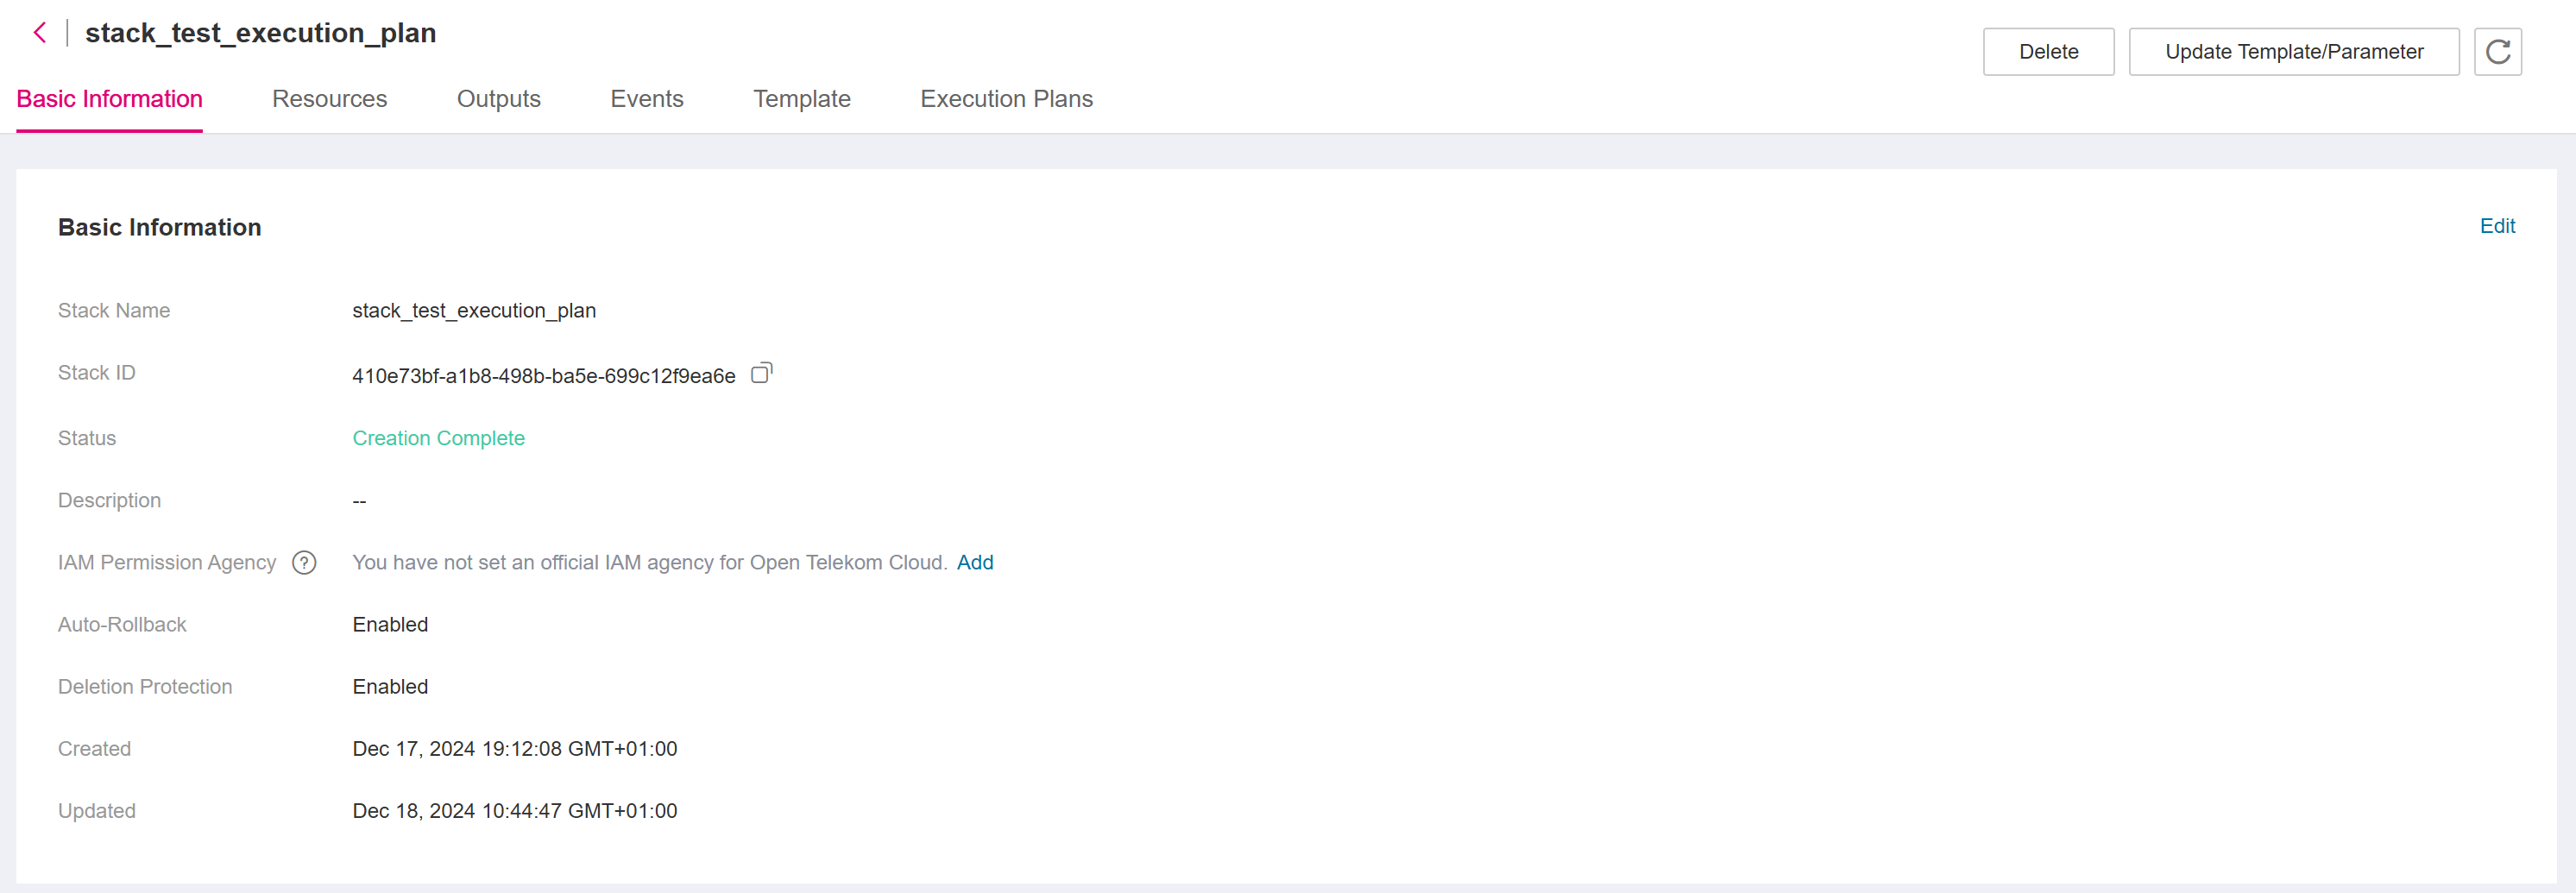 stack_test_execution_plan
Delete
Update Template/Parameter
Basic Information
Resources
Outputs
Events
Template
Execution Plans
Basic Information
Edit
Stack Name stack_test_execution_plan
Stack ID 410e73bf-a1b8-498b-ba5e-699c12f9ea6e
Status Creation Complete
Description --
IAM Permission Agency ? You have not set an official IAM agency for Open Telekom Cloud. Add
Auto-Rollback Enabled
Deletion Protection Enabled
Created Dec 17, 2024 19:12:08 GMT+01:00
Updated Dec 18, 2024 10:44:47 GMT+01:00